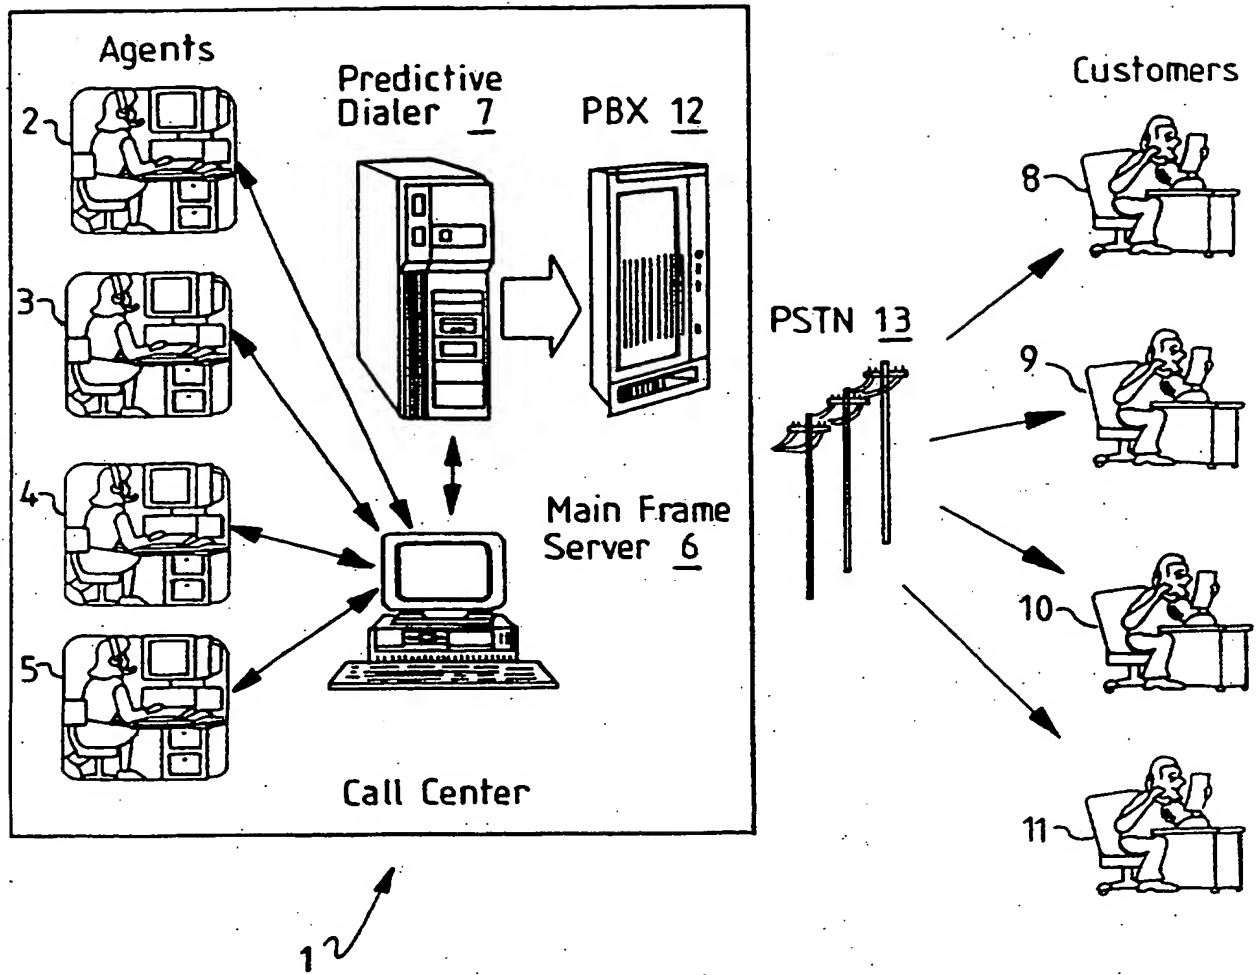 Agents
Predictive
Dialer 7
PBX 12
Customers
2
3
4
5
8
9
10
11
PSTN 13
Main Frame
Server 6
Call Center
1